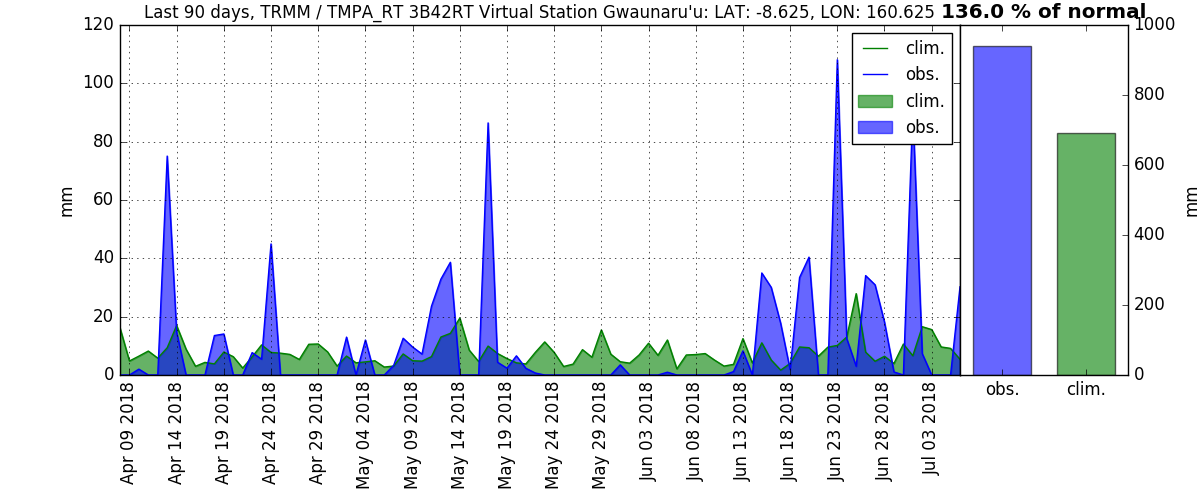 Last 90 days, TRMM / TMPA_RT 3B42RT Virtual Station Gwaunaru'u: LAT: -8.625, LON: 160.625 136.0 % of normal
120
100
80
60
40
20
0
mm
clim.
obs.
clim.
obs.
Apr 09 2018
Apr 14 2018
Apr 19 2018
Apr 24 2018
Apr 29 2018
May 04 2018
May 09 2018
May 14 2018
May 19 2018
May 24 2018
May 29 2018
Jun 03 2018
Jun 08 2018
Jun 13 2018
Jun 18 2018
Jun 23 2018
Jun 28 2018
Jul 03 2018
1000
800
600
400
200
0
mm
obs. clim.